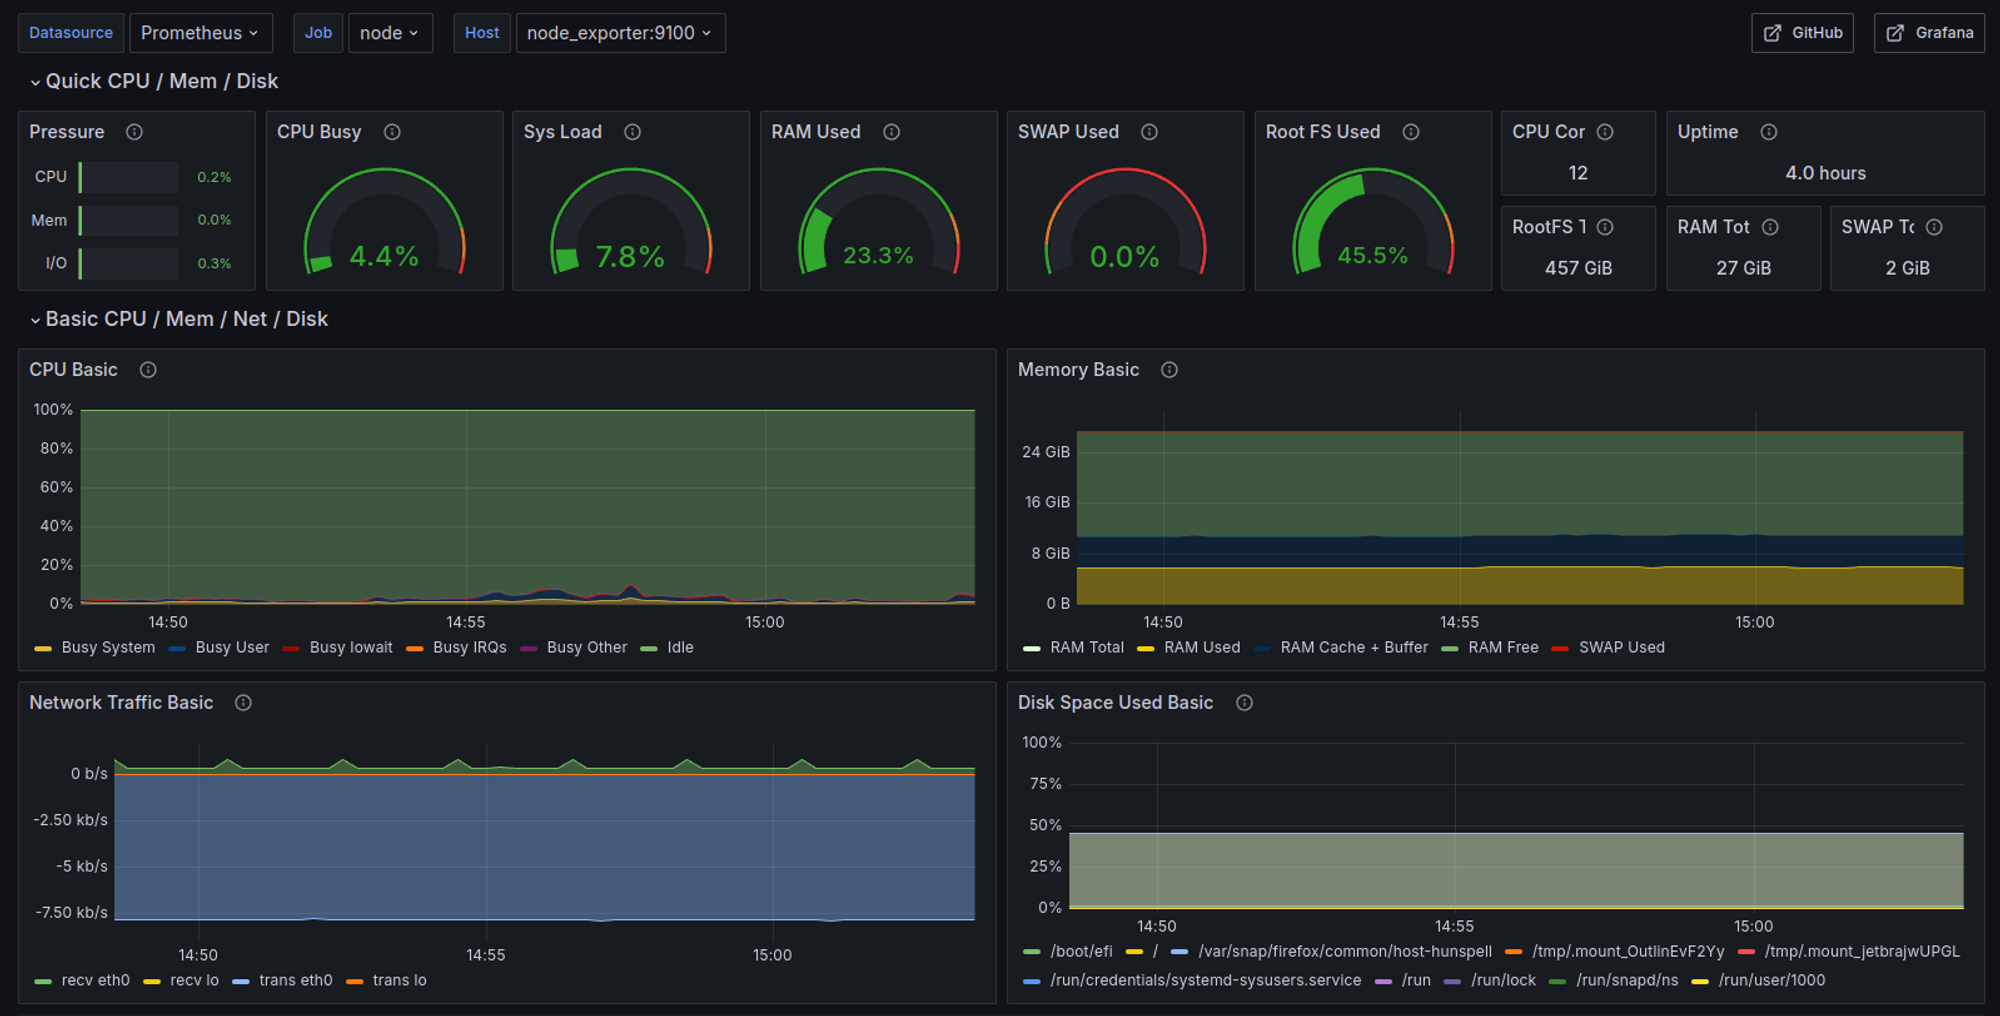 Datasource Prometheus Job node Host node_exporter:9100 GitHub Grafana
Quick CPU / Mem / Disk
Pressure CPU Busy Sys Load RAM Used SWAP Used Root FS Used CPU Cor Uptime
CPU 0.2%
Mem 0.0%
I/O 0.3%
4.4% 7.8% 23.3% 0.0% 45.5%
12 4.0 hours
RootFS T RAM Tot SWAP To
457 GiB 27 GiB 2 GiB
Basic CPU / Mem / Net / Disk
CPU Basic
100%
80%
60%
40%
20%
0%
14:50 14:55 15:00
Busy System Busy User Busy Iowait Busy IRQs Busy Other Idle
Memory Basic
24 GiB
16 GiB
8 GiB
0 B
14:50 14:55 15:00
RAM Total RAM Used RAM Cache + Buffer RAM Free SWAP Used
Network Traffic Basic
0 b/s
-2.50 kb/s
-5 kb/s
-7.50 kb/s
14:50 14:55 15:00
recv eth0 recv lo trans eth0 trans lo
Disk Space Used Basic
100%
75%
50%
25%
0%
14:50 14:55 15:00
/boot/efi / /var/snap/firefox/common/host-hunspell /tmp/.mount_OutlinEvF2Yy /tmp/.mount_jetbrajwUPGL
/run/credentials/systemd-sysusers.service /run /run/lock /run/snapd/ns /run/user/1000